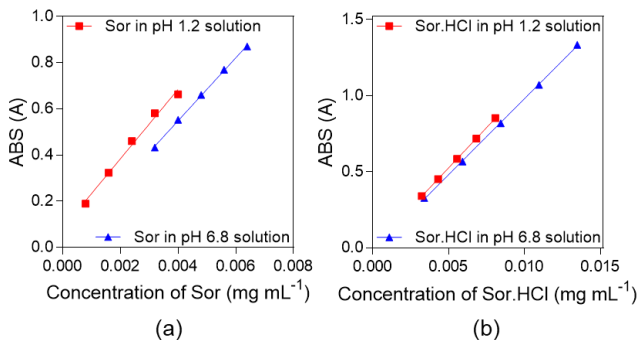 Sor in pH 1.2 solution
Sor in pH 6.8 solution
ABS (A)
1.0
0.8
0.6
0.4
0.2
0.0
0.000 0.002 0.004 0.006 0.008
Concentration of Sor (mg mL⁻¹)
(a)
Sor.HCl in pH 1.2 solution
Sor.HCl in pH 6.8 solution
ABS (A)
1.5
1.0
0.5
0.0
0.000 0.005 0.010 0.015
Concentration of Sor.HCl (mg mL⁻¹)
(b)